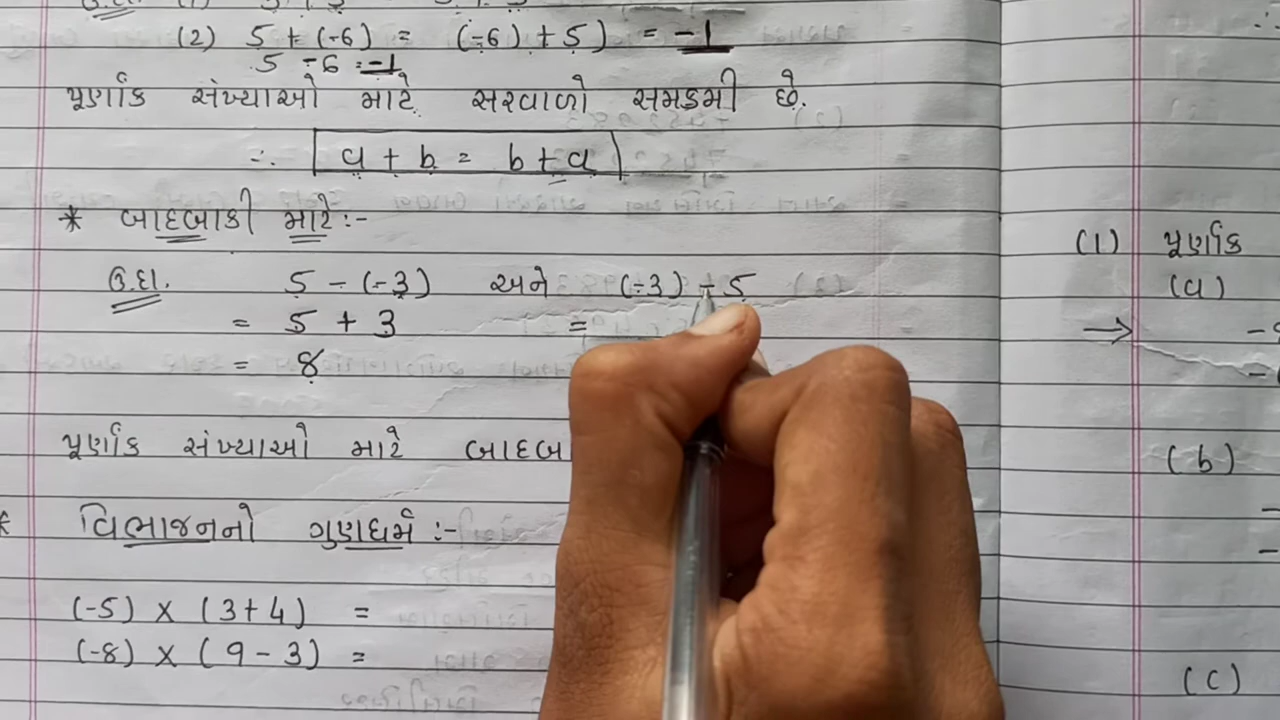 (2) 5 + (-6) = (-6) + 5) = -1
5 - 6 = -1
પૂર્ણાંક સંખ્યાઓ માટે સરવાળો સમક્રમી છે.
∴ a + b = b + a
* બાદબાકી માટે :-
ઉ.દા. 5 - (-3) અને (-3) - 5
= 5 + 3 =
= 8
પૂર્ણાંક સંખ્યાઓ માટે
* વિભાજનનો ગુણધર્મ :-
(-5) × (3 + 4) =
(-8) × (9 - 3) =
(1) પૂર્ણાંક
(a)
→
(b)
(c)